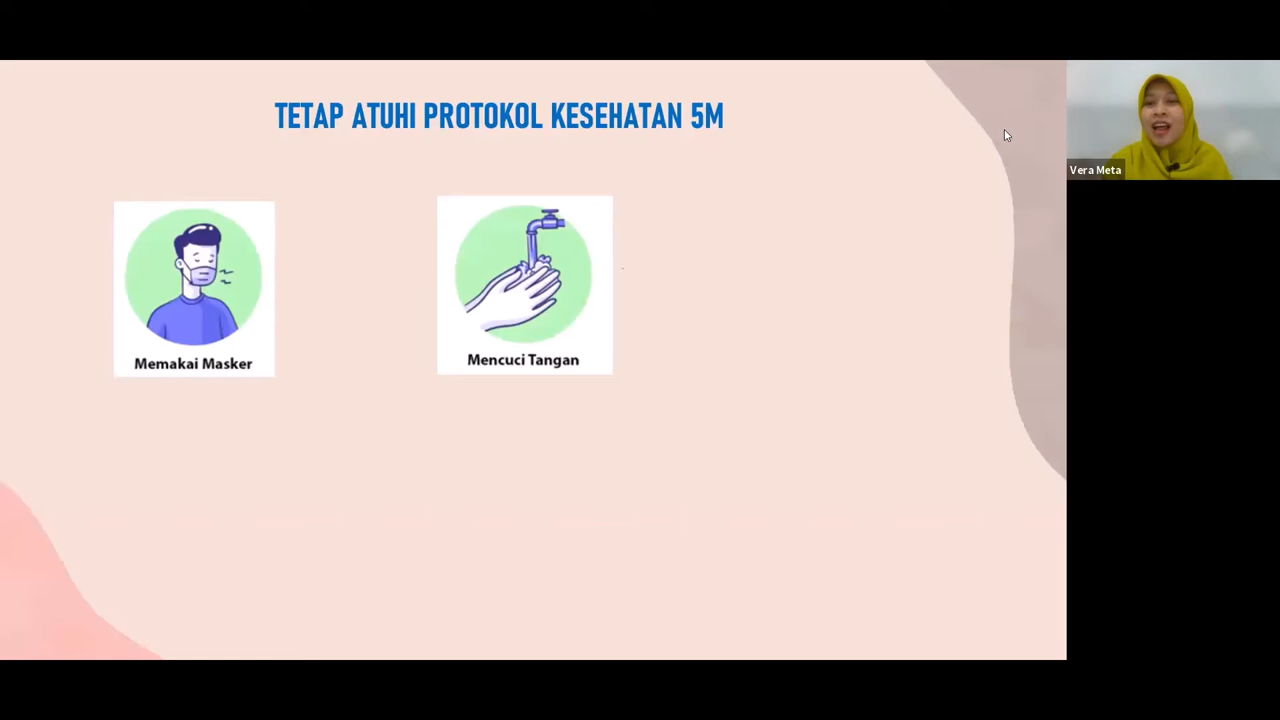 TETAP ATUHI PROTOKOL KESEHATAN 5M
Vera Meta
Memakai Masker
Mencuci Tangan